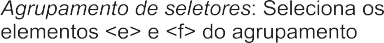 Agrupamento de seletores: Seleciona os
elementos <e> e <f> do agrupamento